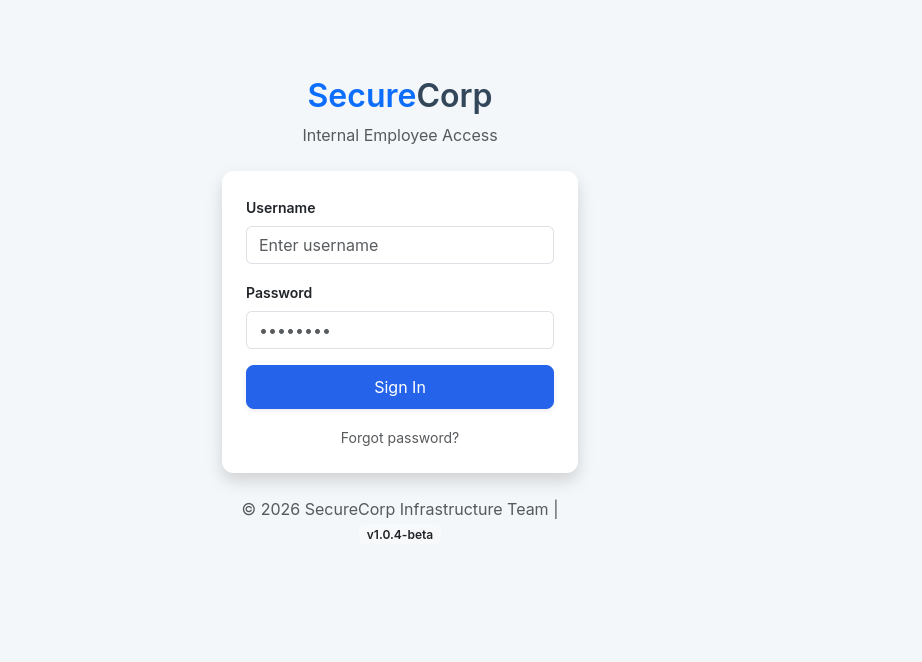 SecureCorp
Internal Employee Access
Username
Enter username
Password
••••••••
Sign In
Forgot password?
© 2026 SecureCorp Infrastructure Team |
v1.0.4-beta